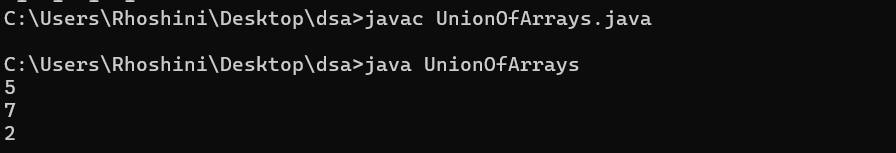 C:\Users\Rhoshini\Desktop\dsa>javac UnionOfArrays.java
C:\Users\Rhoshini\Desktop\dsa>java UnionOfArrays
5
7
2